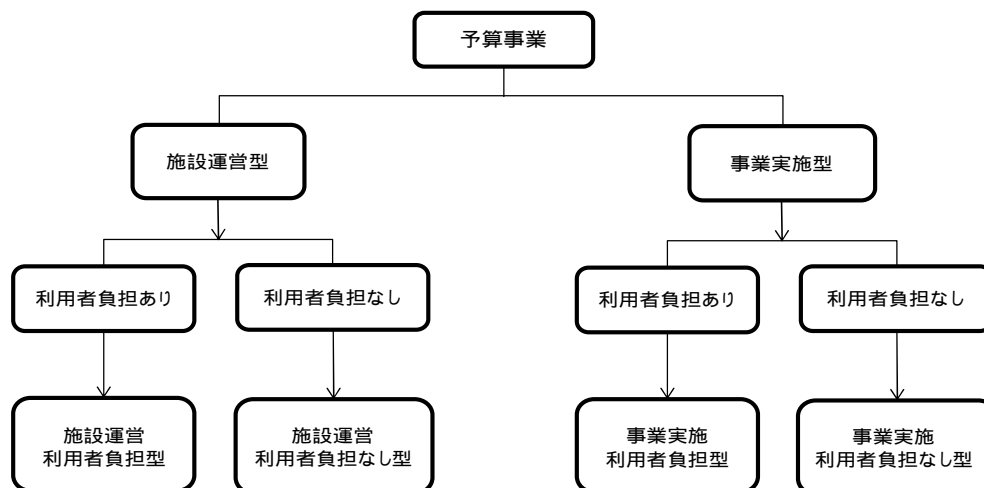 予算事業
施設運営型
事業実施型
利用者負担あり
利用者負担なし
利用者負担あり
利用者負担なし
施設運営
利用者負担型
施設運営
利用者負担なし型
事業実施
利用者負担型
事業実施
利用者負担なし型